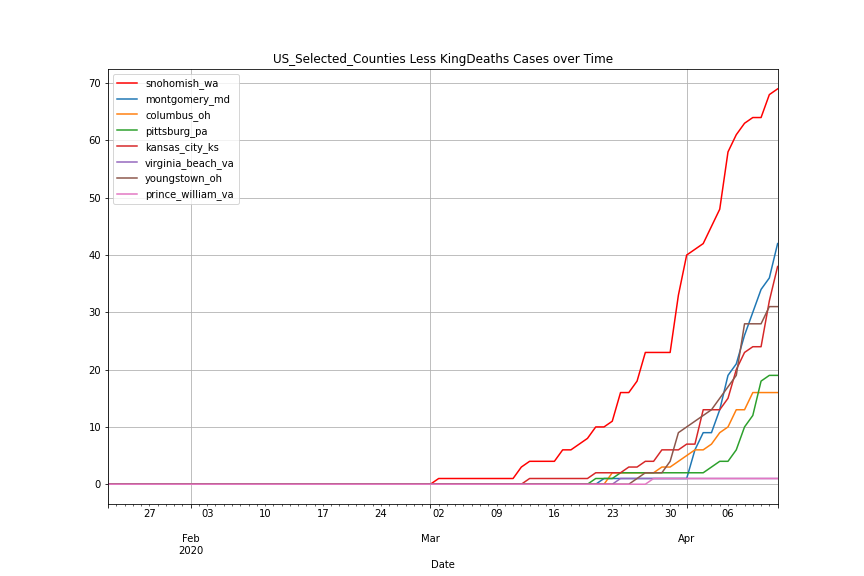 US_Selected_Counties Less KingDeaths Cases over Time
snohomish_wa
montgomery_md
columbus_oh
pittsburg_pa
kansas_city_ks
virginia_beach_va
youngstown_oh
prince_william_va
70
60
50
40
30
20
10
0
27 03 10 17 24 02 09 16 23 30 06
Feb Mar Apr
2020
Date